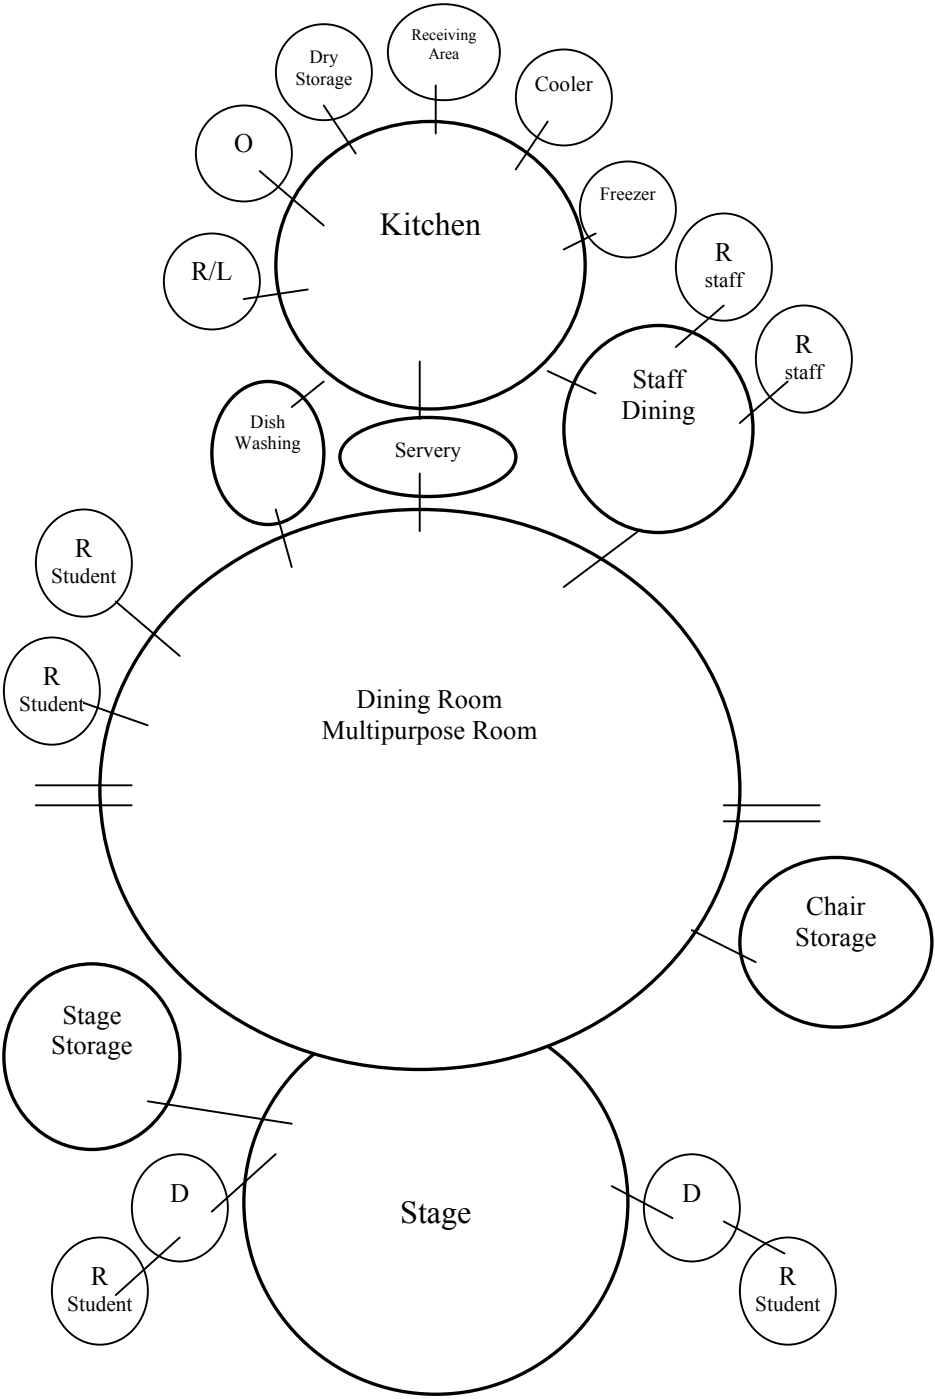 Receiving
Area
Dry
Storage
Cooler
O
Freezer
Kitchen
R
staff
R/L
R
staff
Staff
Dining
Dish
Washing
Servery
R
Student
R
Student
Dining Room
Multipurpose Room
Chair
Storage
Stage
Storage
D
Stage
D
R
Student
R
Student